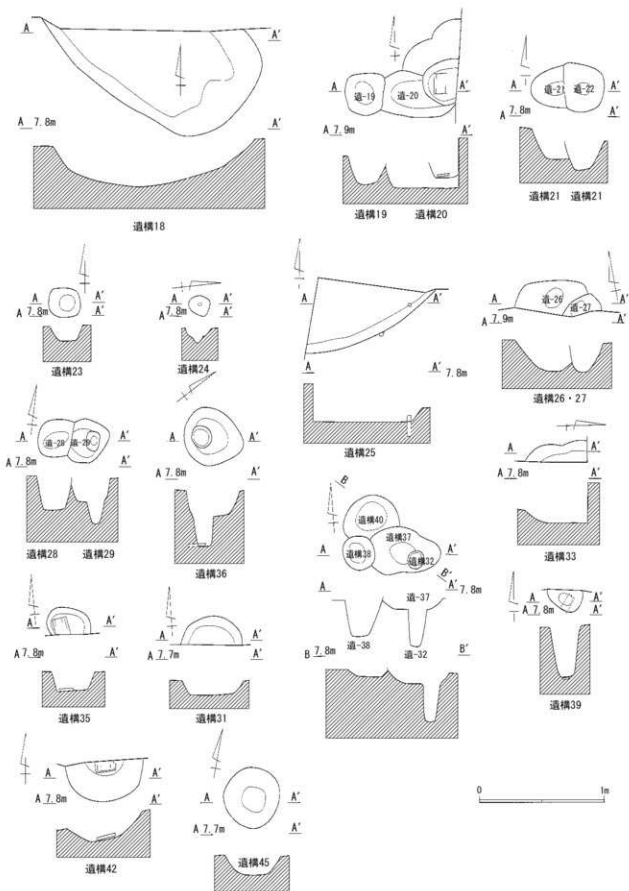 A A'
A 7.8m A'
遺構18
A 遺-19 遺-20 A'
A 7.9m A'
遺構19 遺構20
A 遺-21 遺-22 A'
A 7.8m A'
遺構21 遺構21
A A'
A 7.8m A'
遺構23
A A'
A 7.8m A'
遺構24
A A'
A A' 7.8m
遺構25
遺-26 遺-27
A A'
A 7.9m A'
遺構26・27
A 遺-28 遺-29 A'
A 7.8m A'
遺構28 遺構29
A A'
A 7.8m A'
遺構36
B
遺構40
遺構37
A 遺構38 遺構32 A'
B'
A 遺-37 A' 7.8m
遺-38 遺-32
B 7.8m B'
A A'
A 7.8m A'
遺構33
A A'
A 7.8m A'
遺構35
A A'
A 7.7m A'
遺構31
A A'
A 7.8m A'
遺構39
A A'
A 7.8m A'
遺構42
A A'
A 7.7m A'
遺構45
0 1m